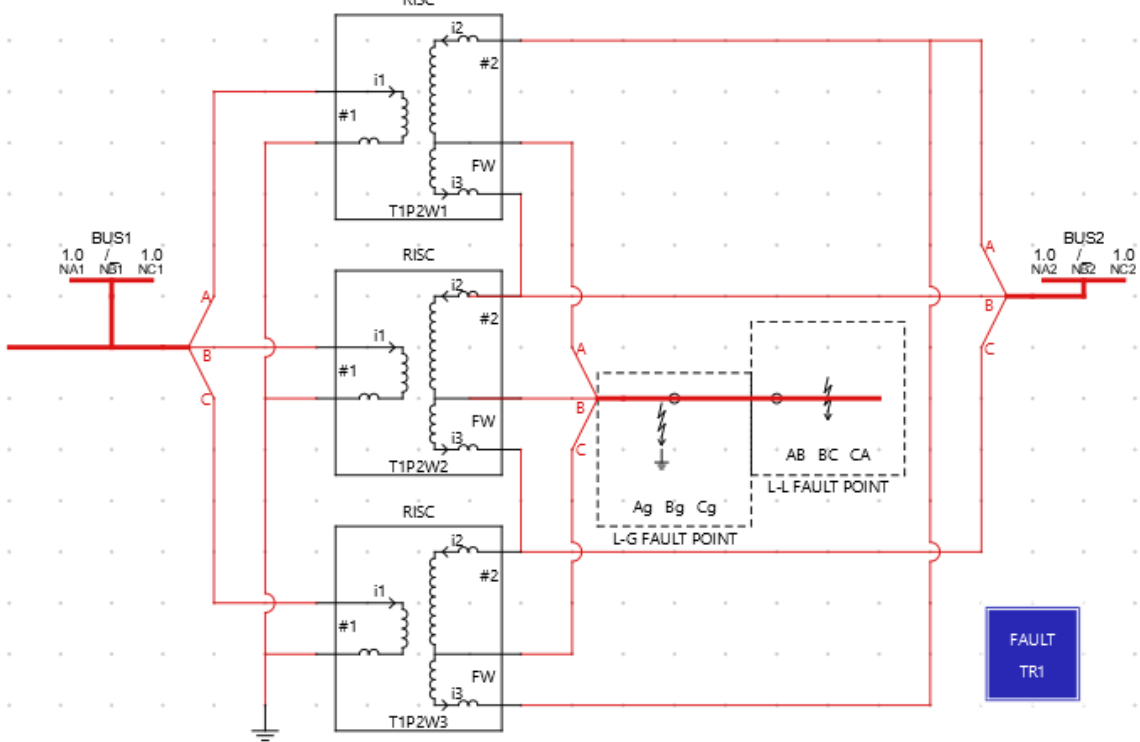 RISC
i2
#2
i1
#1
FW
i3
T1P2W1
BUS1
1.0 / 1.0
NA1 NB1 NC1
A
B
C
RISC
i2
#2
i1
#1
FW
i3
T1P2W2
A
B
C
BUS2
1.0 / 1.0
NA2 NB2 NC2
A
B
C
AB BC CA
L-L FAULT POINT
Ag Bg Cg
L-G FAULT POINT
RISC
i2
#2
i1
#1
FW
i3
T1P2W3
FAULT
TR1